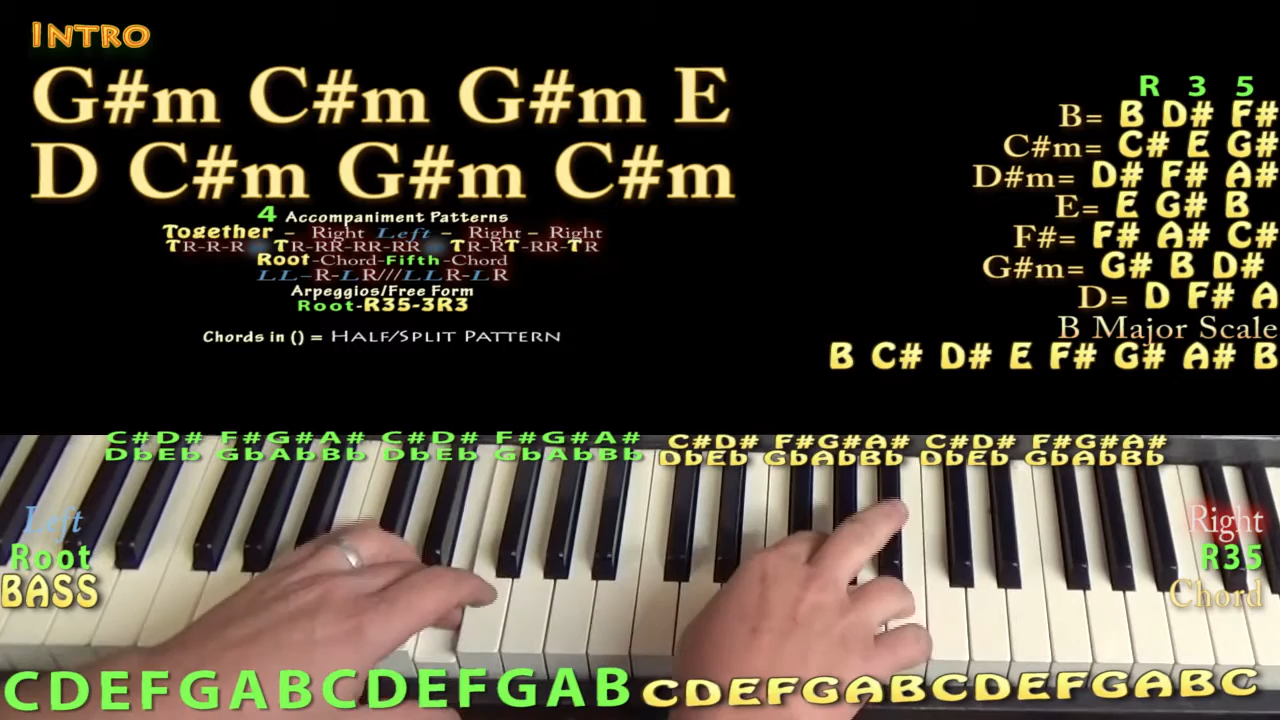 Intro
G#m C#m G#m E
D C#m G#m C#m
4 Accompaniment Patterns
Together – Right Left – Right – Right
TR-R-R TR-RR-RR-RR TR-RT-RR-TR
Root-Chord-Fifth-Chord
LL-R-LR///LLR-LR
Arpeggios/Free Form
Root-R35-3R3
Chords in () = Half/Split Pattern
R 3 5
B= B D# F#
C#m= C# E G#
D#m= D# F# A#
E= E G# B
F#= F# A# C#
G#m= G# B D#
D= D F# A
B Major Scale
B C# D# E F# G# A# B
C#D# F#G#A# C#D# F#G#A# C#D# F#G#A# C#D# F#G#A#
DbEb GbAbBb DbEb GbAbBb DbEb GbAbBb DbEb GbAbBb
Left
Root
BASS
Right
R35
Chord
CDEFGABCDEFGAB CDEFGABCDEFGABC